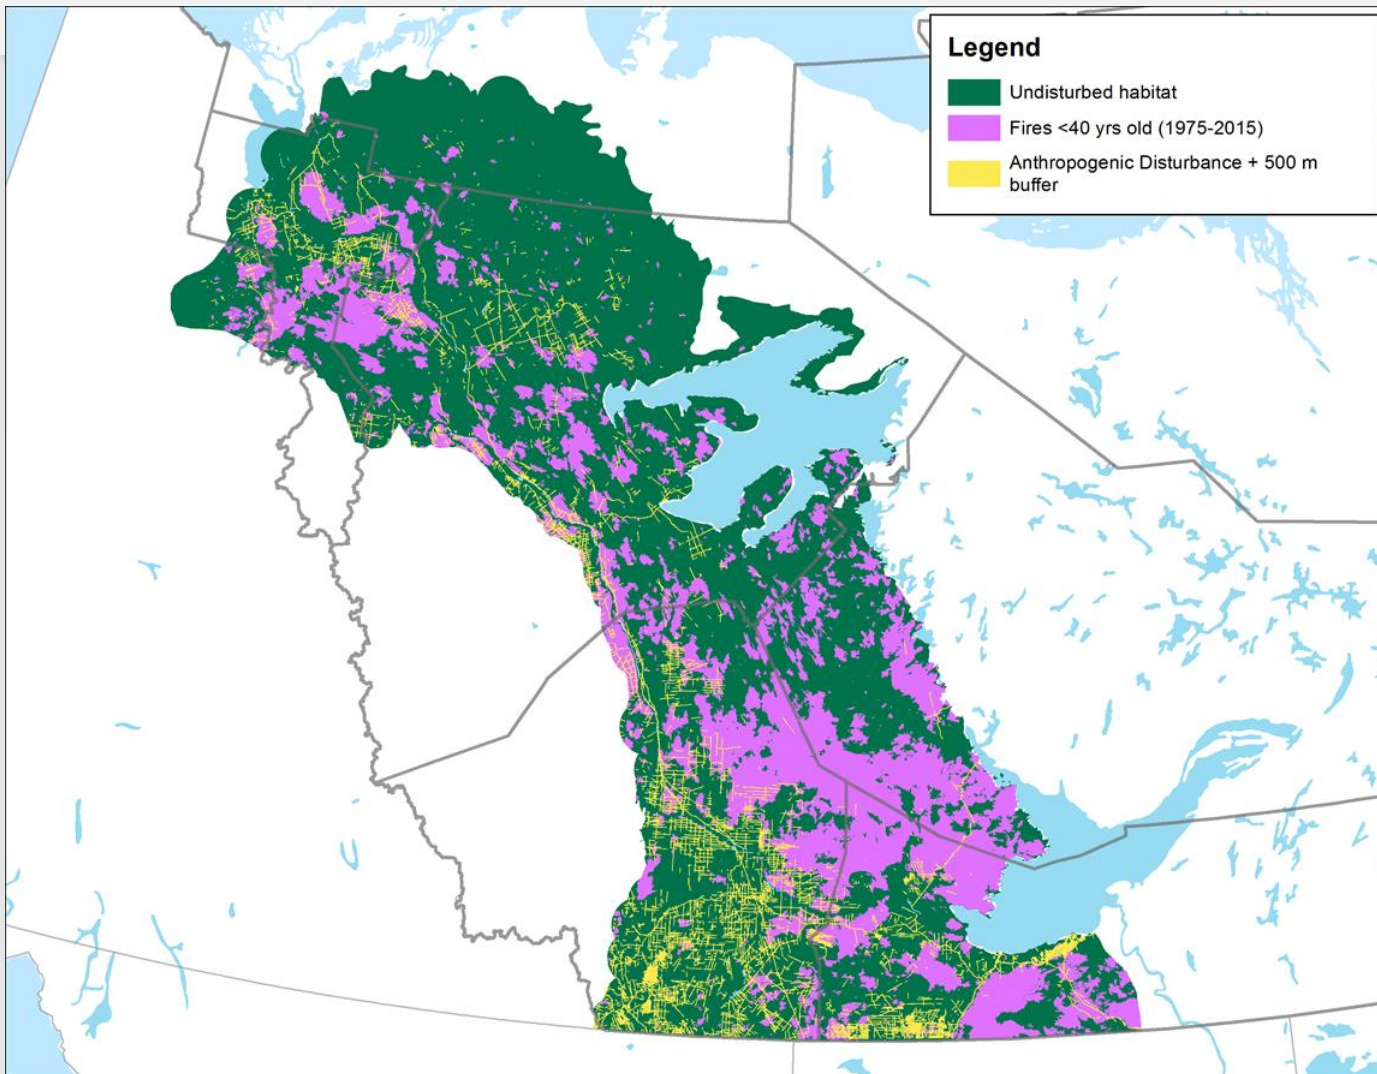 Legend
Undisturbed habitat
Fires <40 yrs old (1975-2015)
Anthropogenic Disturbance + 500 m
buffer